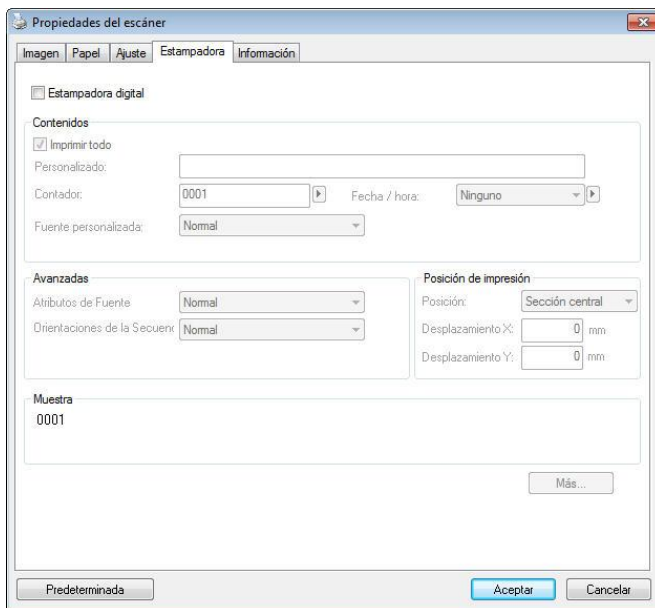 Propiedades del escáner
Imagen Papel Ajuste Estampadora Información
Estampadora digital
Contenidos
Imprimir todo
Personalizado:
Contador: 0001 Fecha / hora: Ninguno
Fuente personalizada: Normal
Avanzadas
Atributos de Fuente Normal
Orientaciones de la Secuenc Normal
Posición de impresión
Posición: Sección central
Desplazamiento X: 0 mm
Desplazamiento Y: 0 mm
Muestra
0001
Más...
Predeterminada Aceptar Cancelar